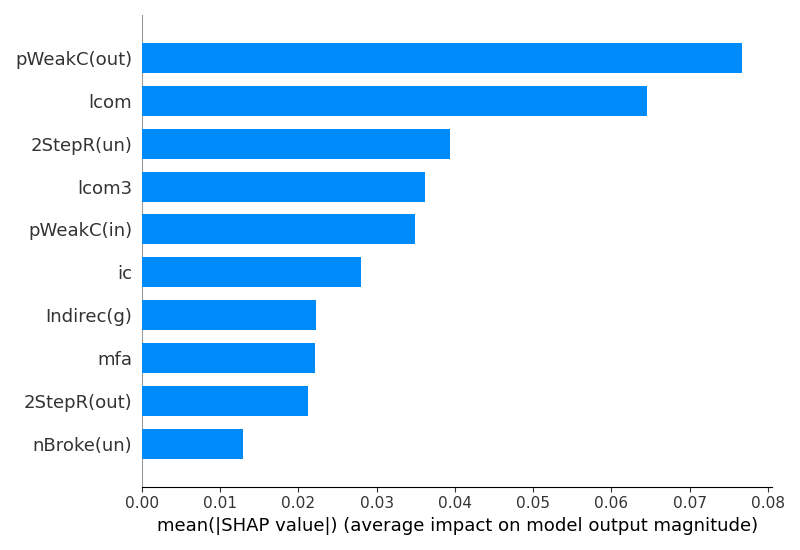 pWeakC(out)
lcom
2StepR(un)
lcom3
pWeakC(in)
ic
Indirec(g)
mfa
2StepR(out)
nBroke(un)
0.00 0.01 0.02 0.03 0.04 0.05 0.06 0.07 0.08
mean(|SHAP value|) (average impact on model output magnitude)